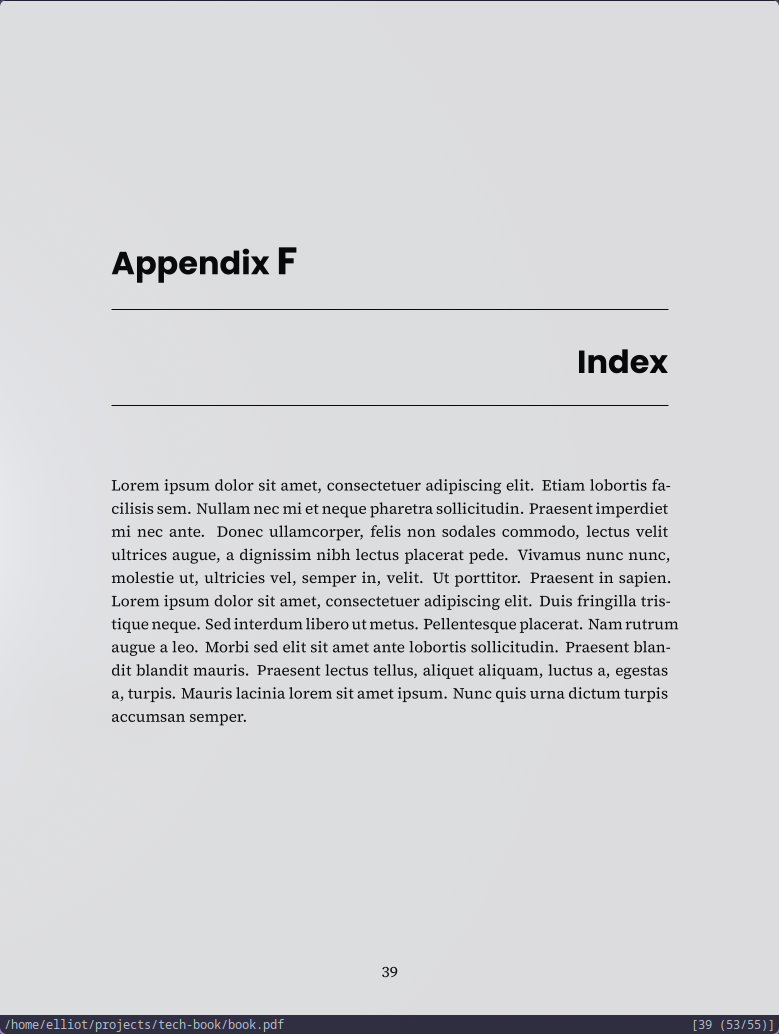 Appendix F
Index
Lorem ipsum dolor sit amet, consectetuer adipiscing elit. Etiam lobortis fa-
cilisis sem. Nullam nec mi et neque pharetra sollicitudin. Praesent imperdiet
mi nec ante. Donec ullamcorper, felis non sodales commodo, lectus velit
ultrices augue, a dignissim nibh lectus placerat pede. Vivamus nunc nunc,
molestie ut, ultricies vel, semper in, velit. Ut porttitor. Praesent in sapien.
Lorem ipsum dolor sit amet, consectetuer adipiscing elit. Duis fringilla tris-
tique neque. Sed interdum libero ut metus. Pellentesque placerat. Nam rutrum
augue a leo. Morbi sed elit sit amet ante lobortis sollicitudin. Praesent blan-
dit blandit mauris. Praesent lectus tellus, aliquet aliquam, luctus a, egestas
a, turpis. Mauris lacinia lorem sit amet ipsum. Nunc quis urna dictum turpis
accumsan semper.
39
/home/elliot/projects/tech-book/book.pdf [39 (53/55)]